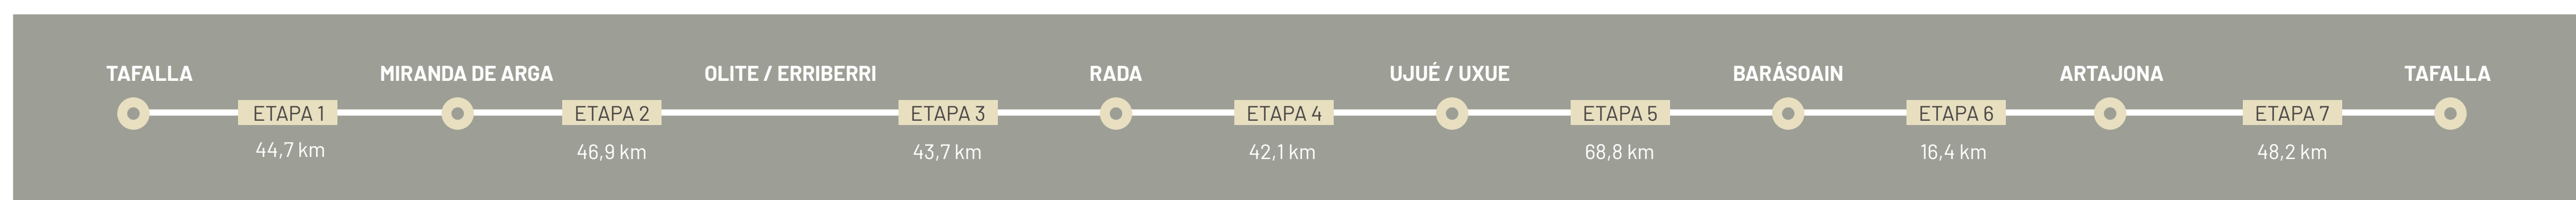 TAFALLA MIRANDA DE ARGA OLITE / ERRIBERRI RADA UJUÉ / UXUE BARÁSOAIN ARTAJONA TAFALLA
ETAPA 1 ETAPA 2 ETAPA 3 ETAPA 4 ETAPA 5 ETAPA 6 ETAPA 7
44,7 km 46,9 km 43,7 km 42,1 km 68,8 km 16,4 km 48,2 km